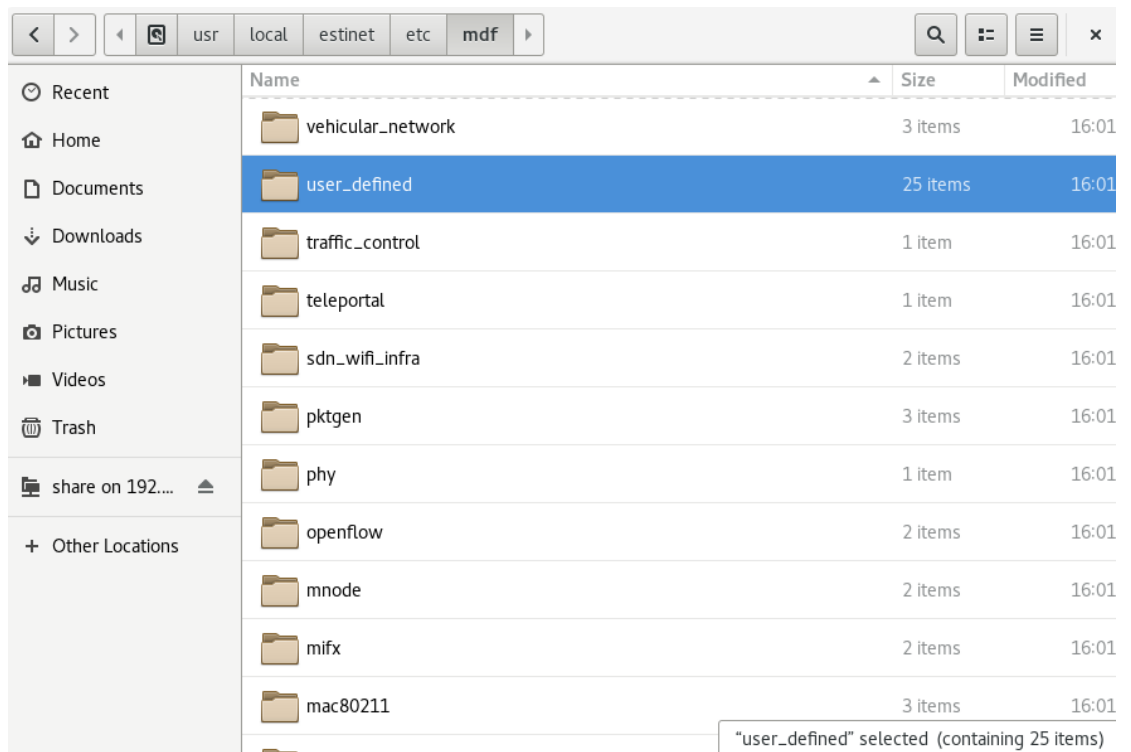 usr local estinet etc mdf
Name Size Modified
Recent
Home
Documents
Downloads
Music
Pictures
Videos
Trash
share on 192....
Other Locations
vehicular_network 3 items 16:01
user_defined 25 items 16:01
traffic_control 1 item 16:01
teleportal 1 item 16:01
sdn_wifi_infra 2 items 16:01
pktgen 3 items 16:01
phy 1 item 16:01
openflow 2 items 16:01
mnode 2 items 16:01
mifx 2 items 16:01
mac80211 3 items 16:01
“user_defined” selected (containing 25 items)